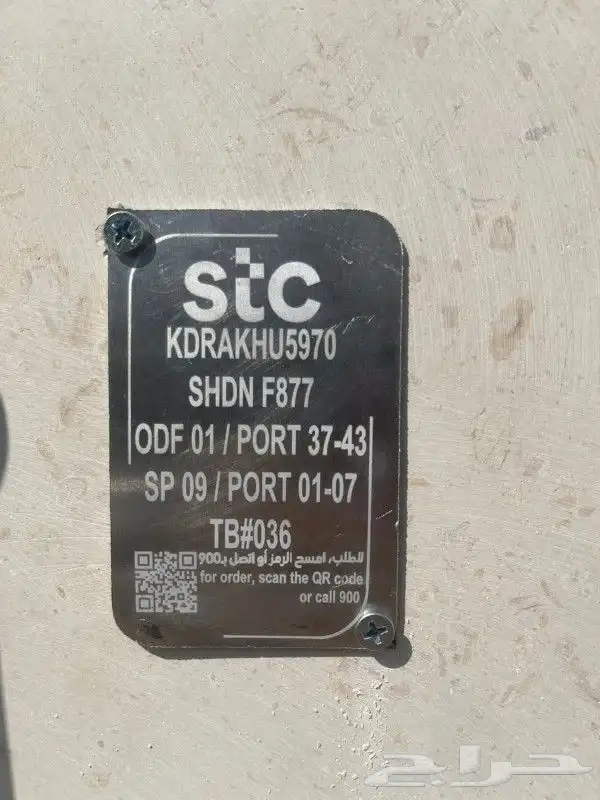 stc
KDRAKHU5970
SHDN F877
ODF 01 / PORT 37-43
SP 09 / PORT 01-07
TB#036
للطلب، امسح الرمز أو اتصل بـ900
for order, scan the QR code
or call 900
حراج